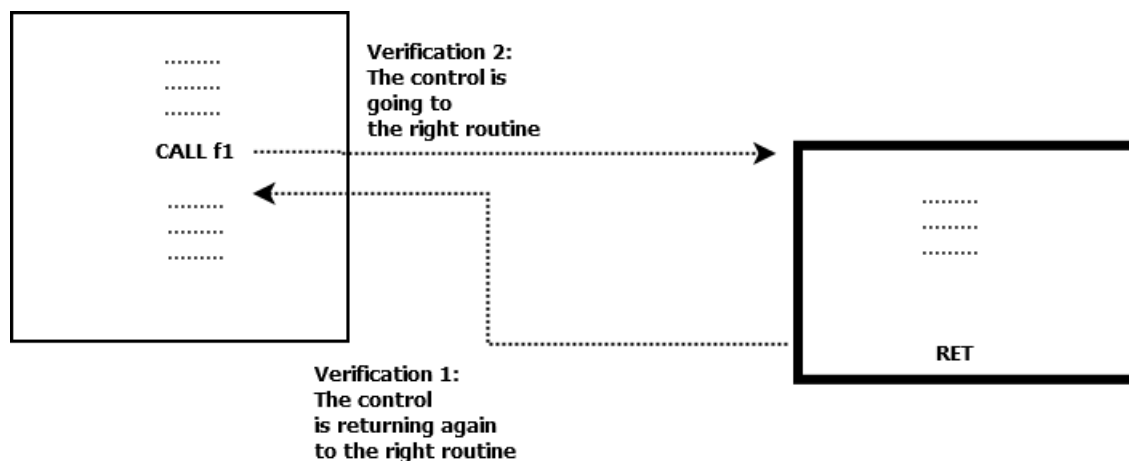 .........
.........
.........
Verification 2:
The control is
going to
the right routine
CALL f1
.........
.........
.........
.........
.........
.........
RET
Verification 1:
The control
is returning again
to the right routine